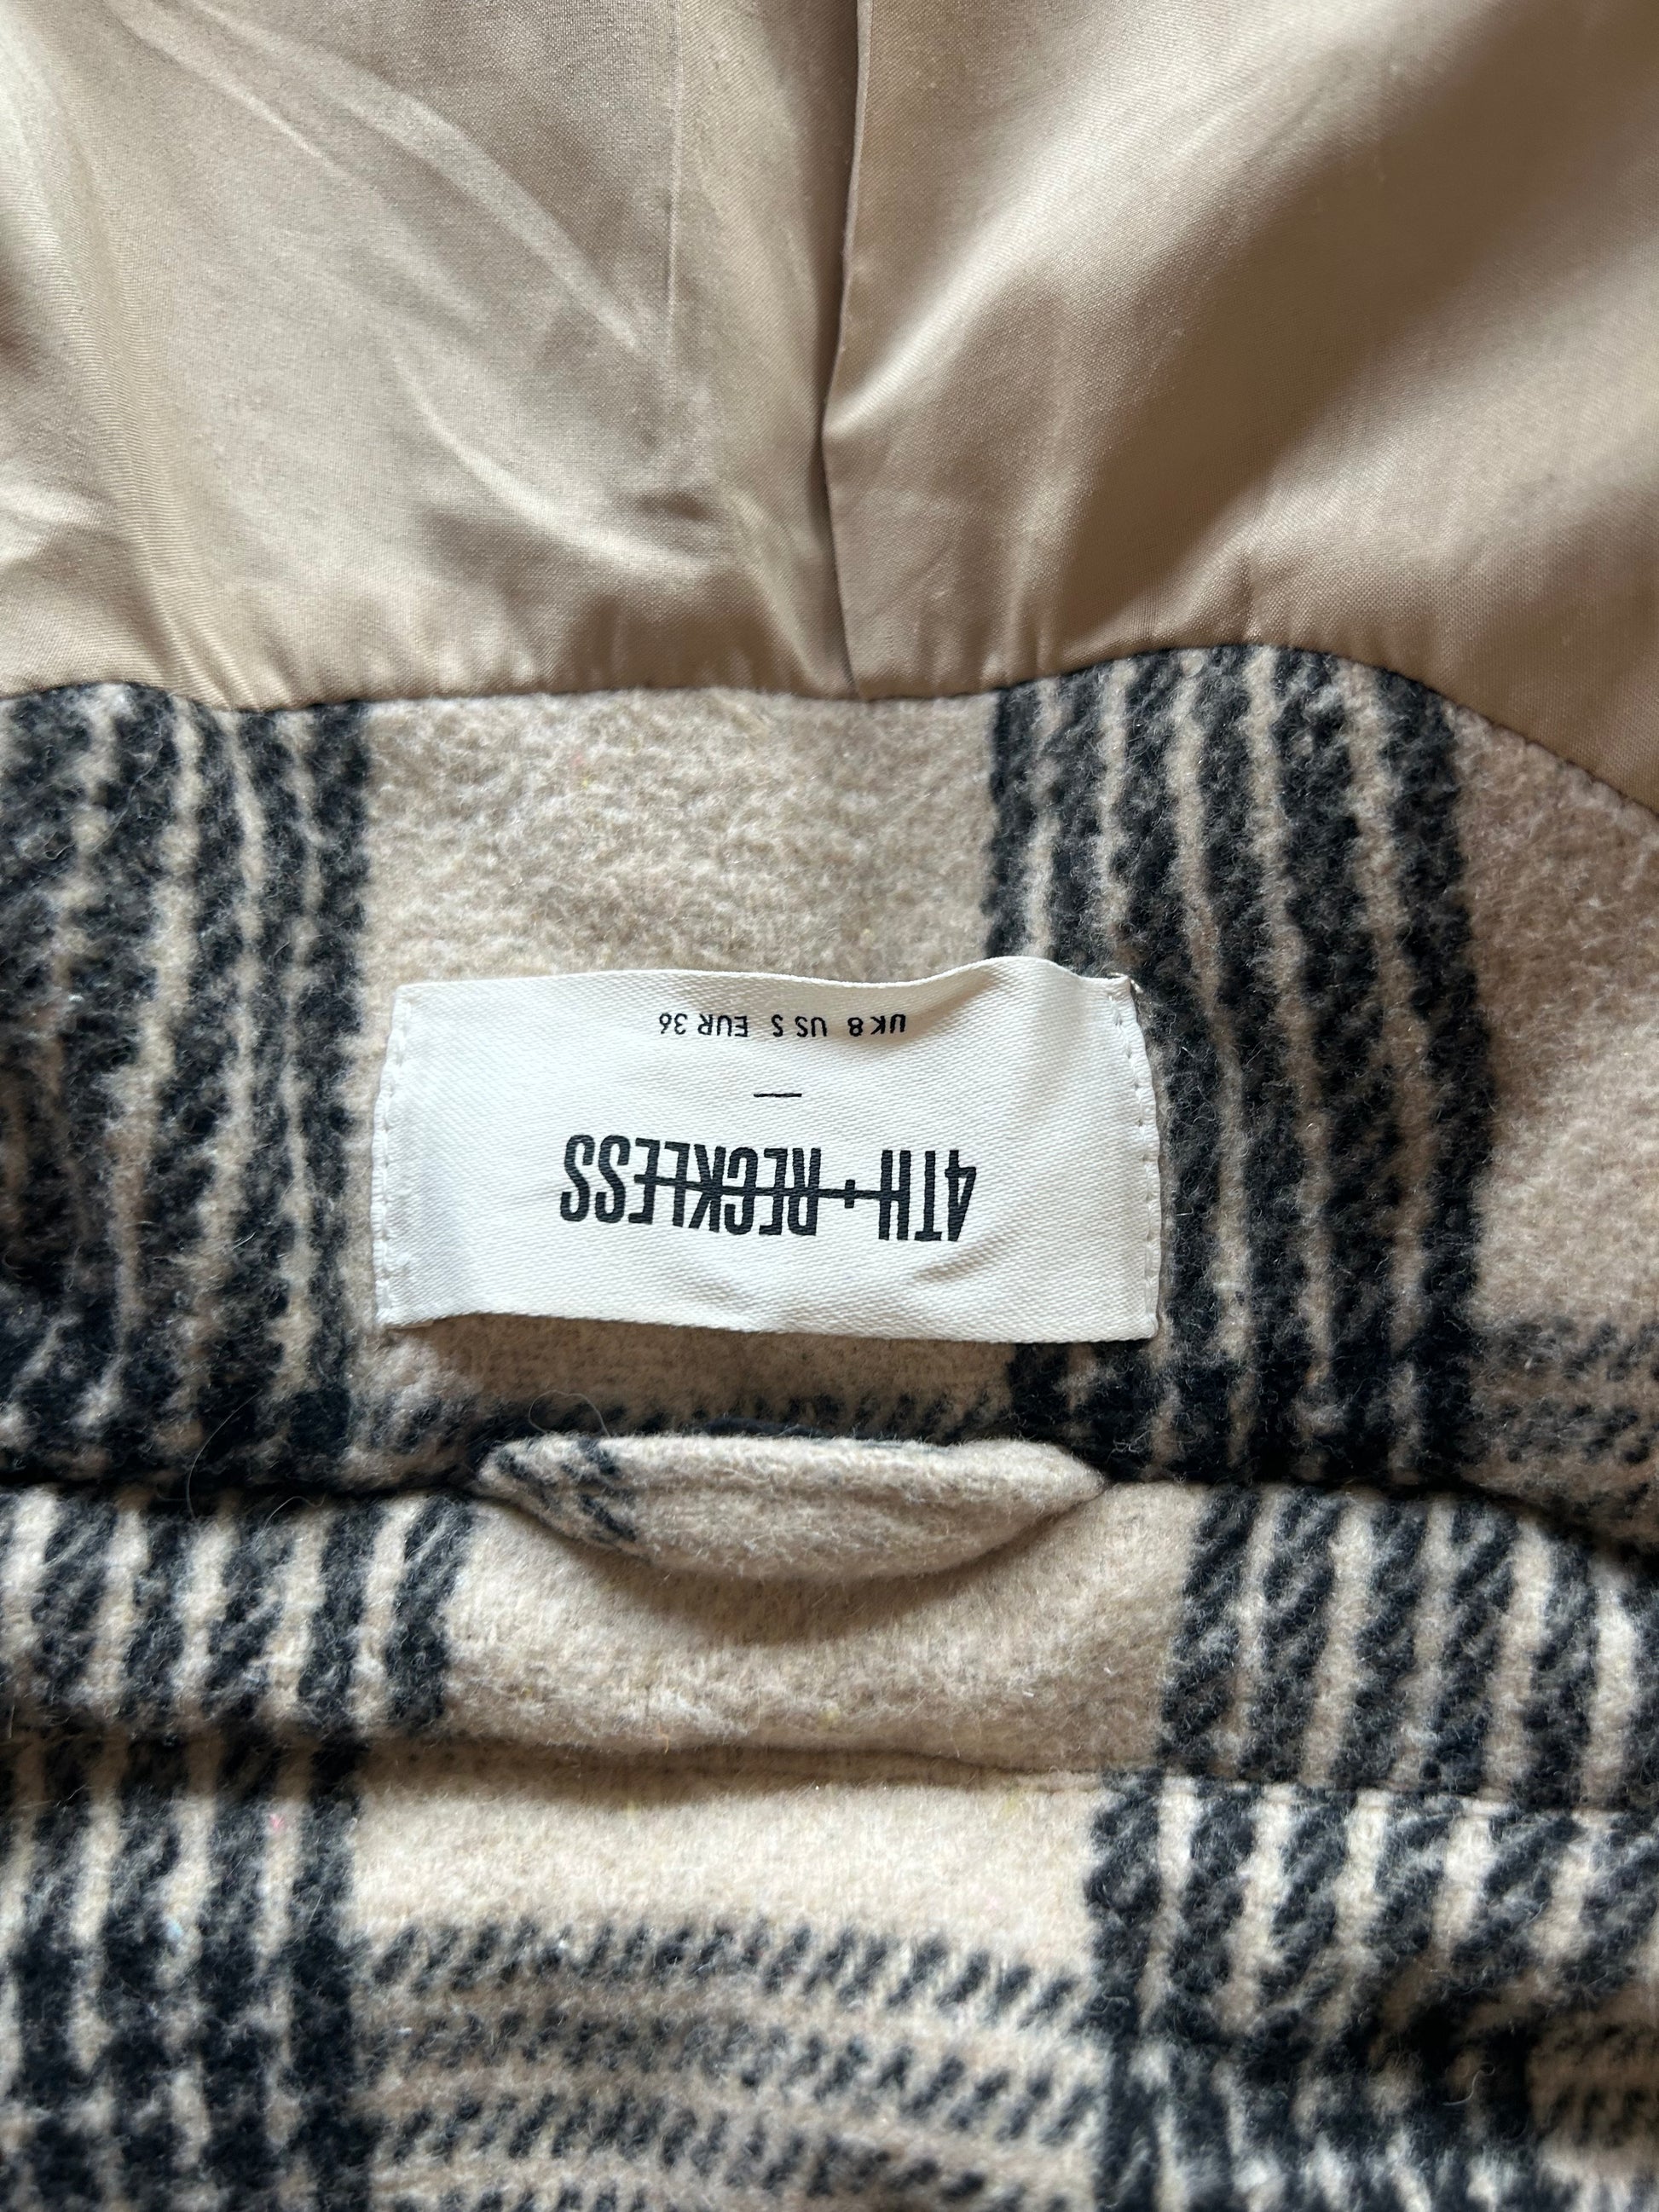 4TH+RECKLESS
—
UK 8 US S EUR 36